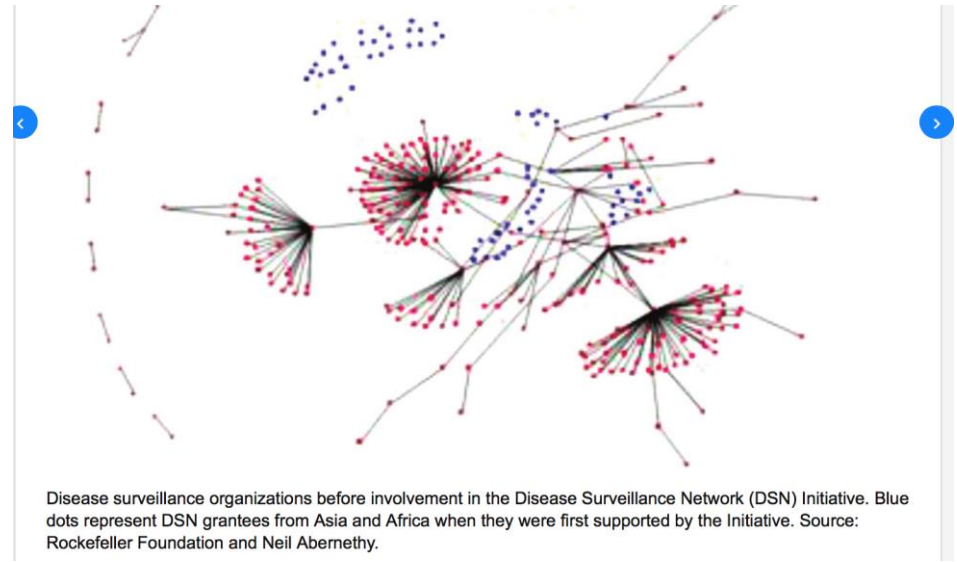 Disease surveillance organizations before involvement in the Disease Surveillance Network (DSN) Initiative. Blue
dots represent DSN grantees from Asia and Africa when they were first supported by the Initiative. Source:
Rockefeller Foundation and Neil Abernethy.